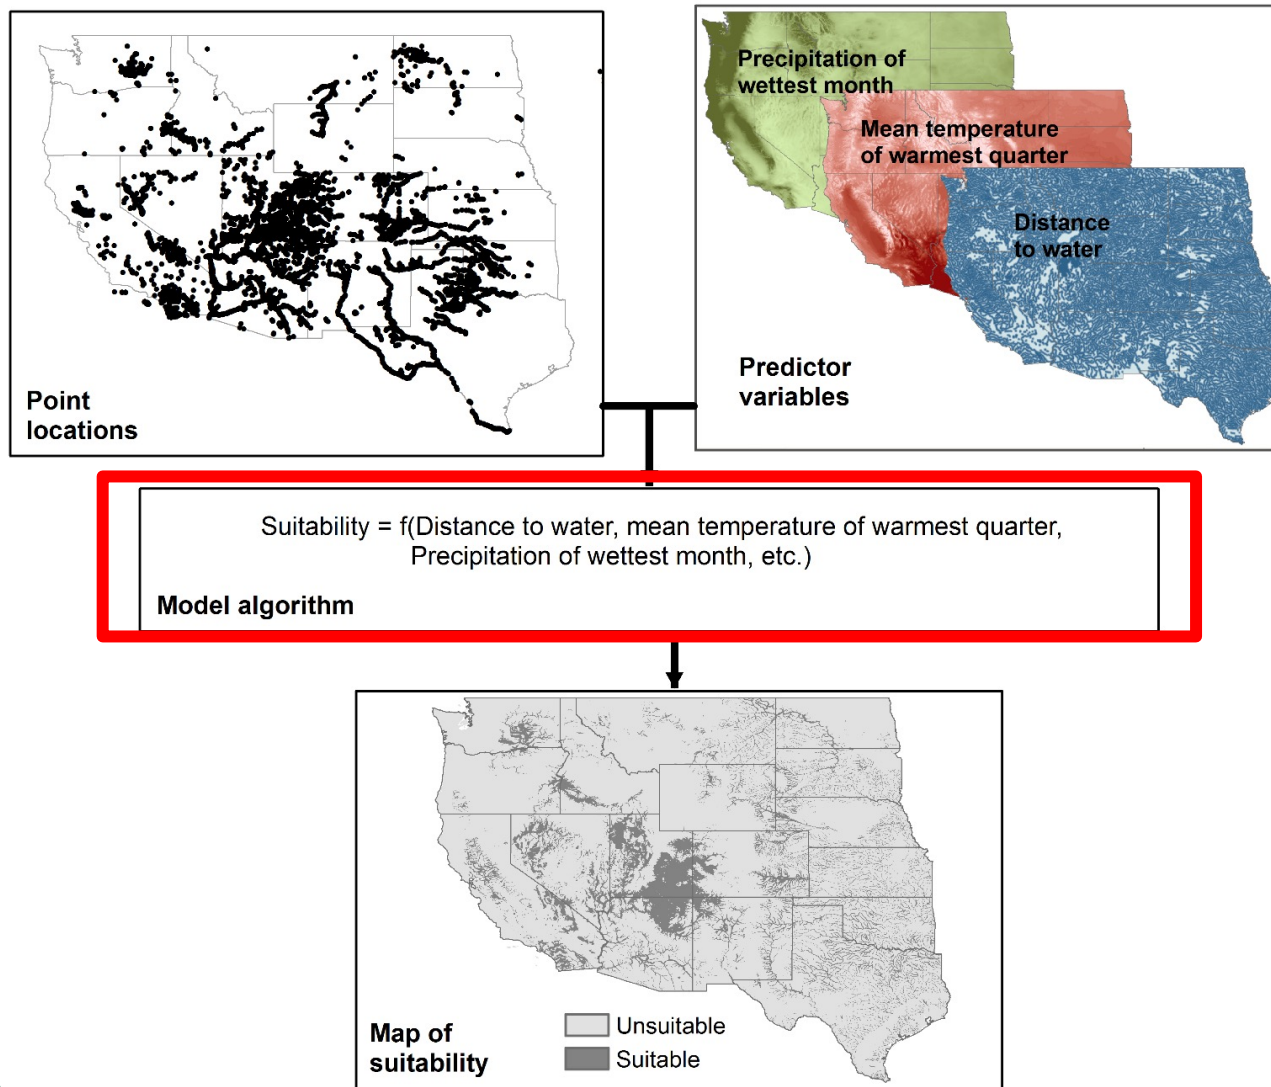 Point
locations
Precipitation of
wettest month
Mean temperature
of warmest quarter
Distance
to water
Predictor
variables
Suitability = f(Distance to water, mean temperature of warmest quarter,
Precipitation of wettest month, etc.)
Model algorithm
Map of
suitability
Unsuitable
Suitable